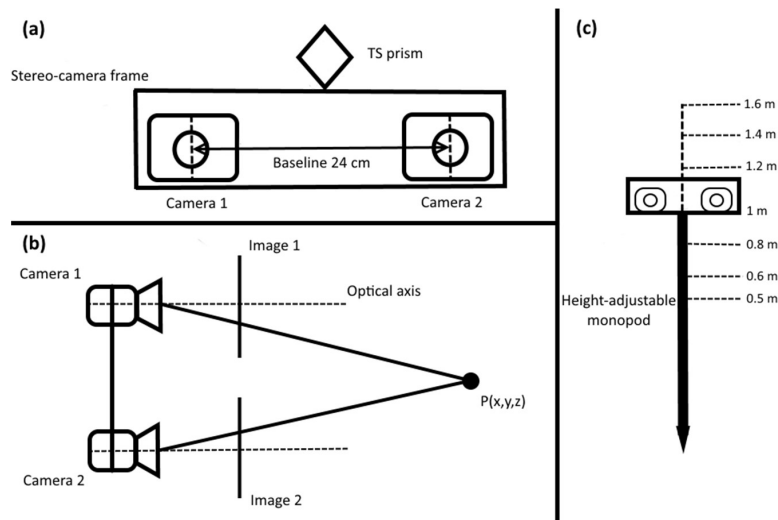 (a)
TS prism
Stereo-camera frame
Baseline 24 cm
Camera 1
Camera 2
(b)
Image 1
Camera 1
Optical axis
P(x,y,z)
Camera 2
Image 2
(c)
1.6 m
1.4 m
1.2 m
1 m
0.8 m
0.6 m
0.5 m
Height-adjustable
monopod